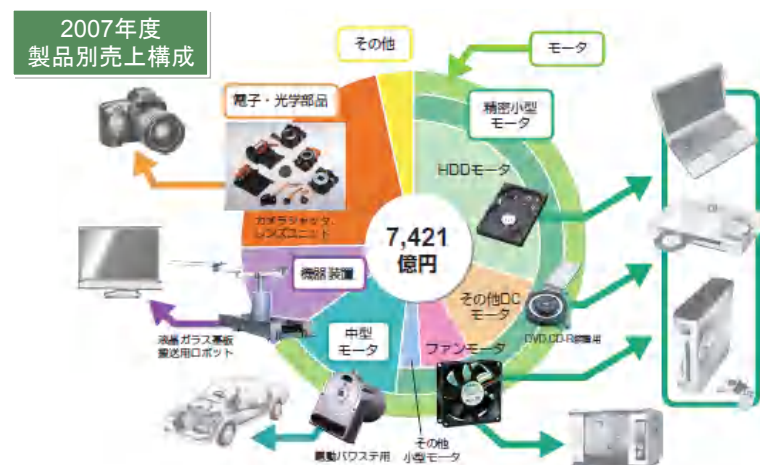 2007年度
製品別売上構成
その他
モータ
電子・光学部品
精密小型
モータ
HDDモータ
カメラシャッタ、
レンズユニット
7,421
億円
機器装置
その他DC
モータ
中型
モータ
ファンモータ
DVD,CD-R装置用
液晶ガラス基板
搬送用ロボット
電動パワステ用
その他
小型モータ